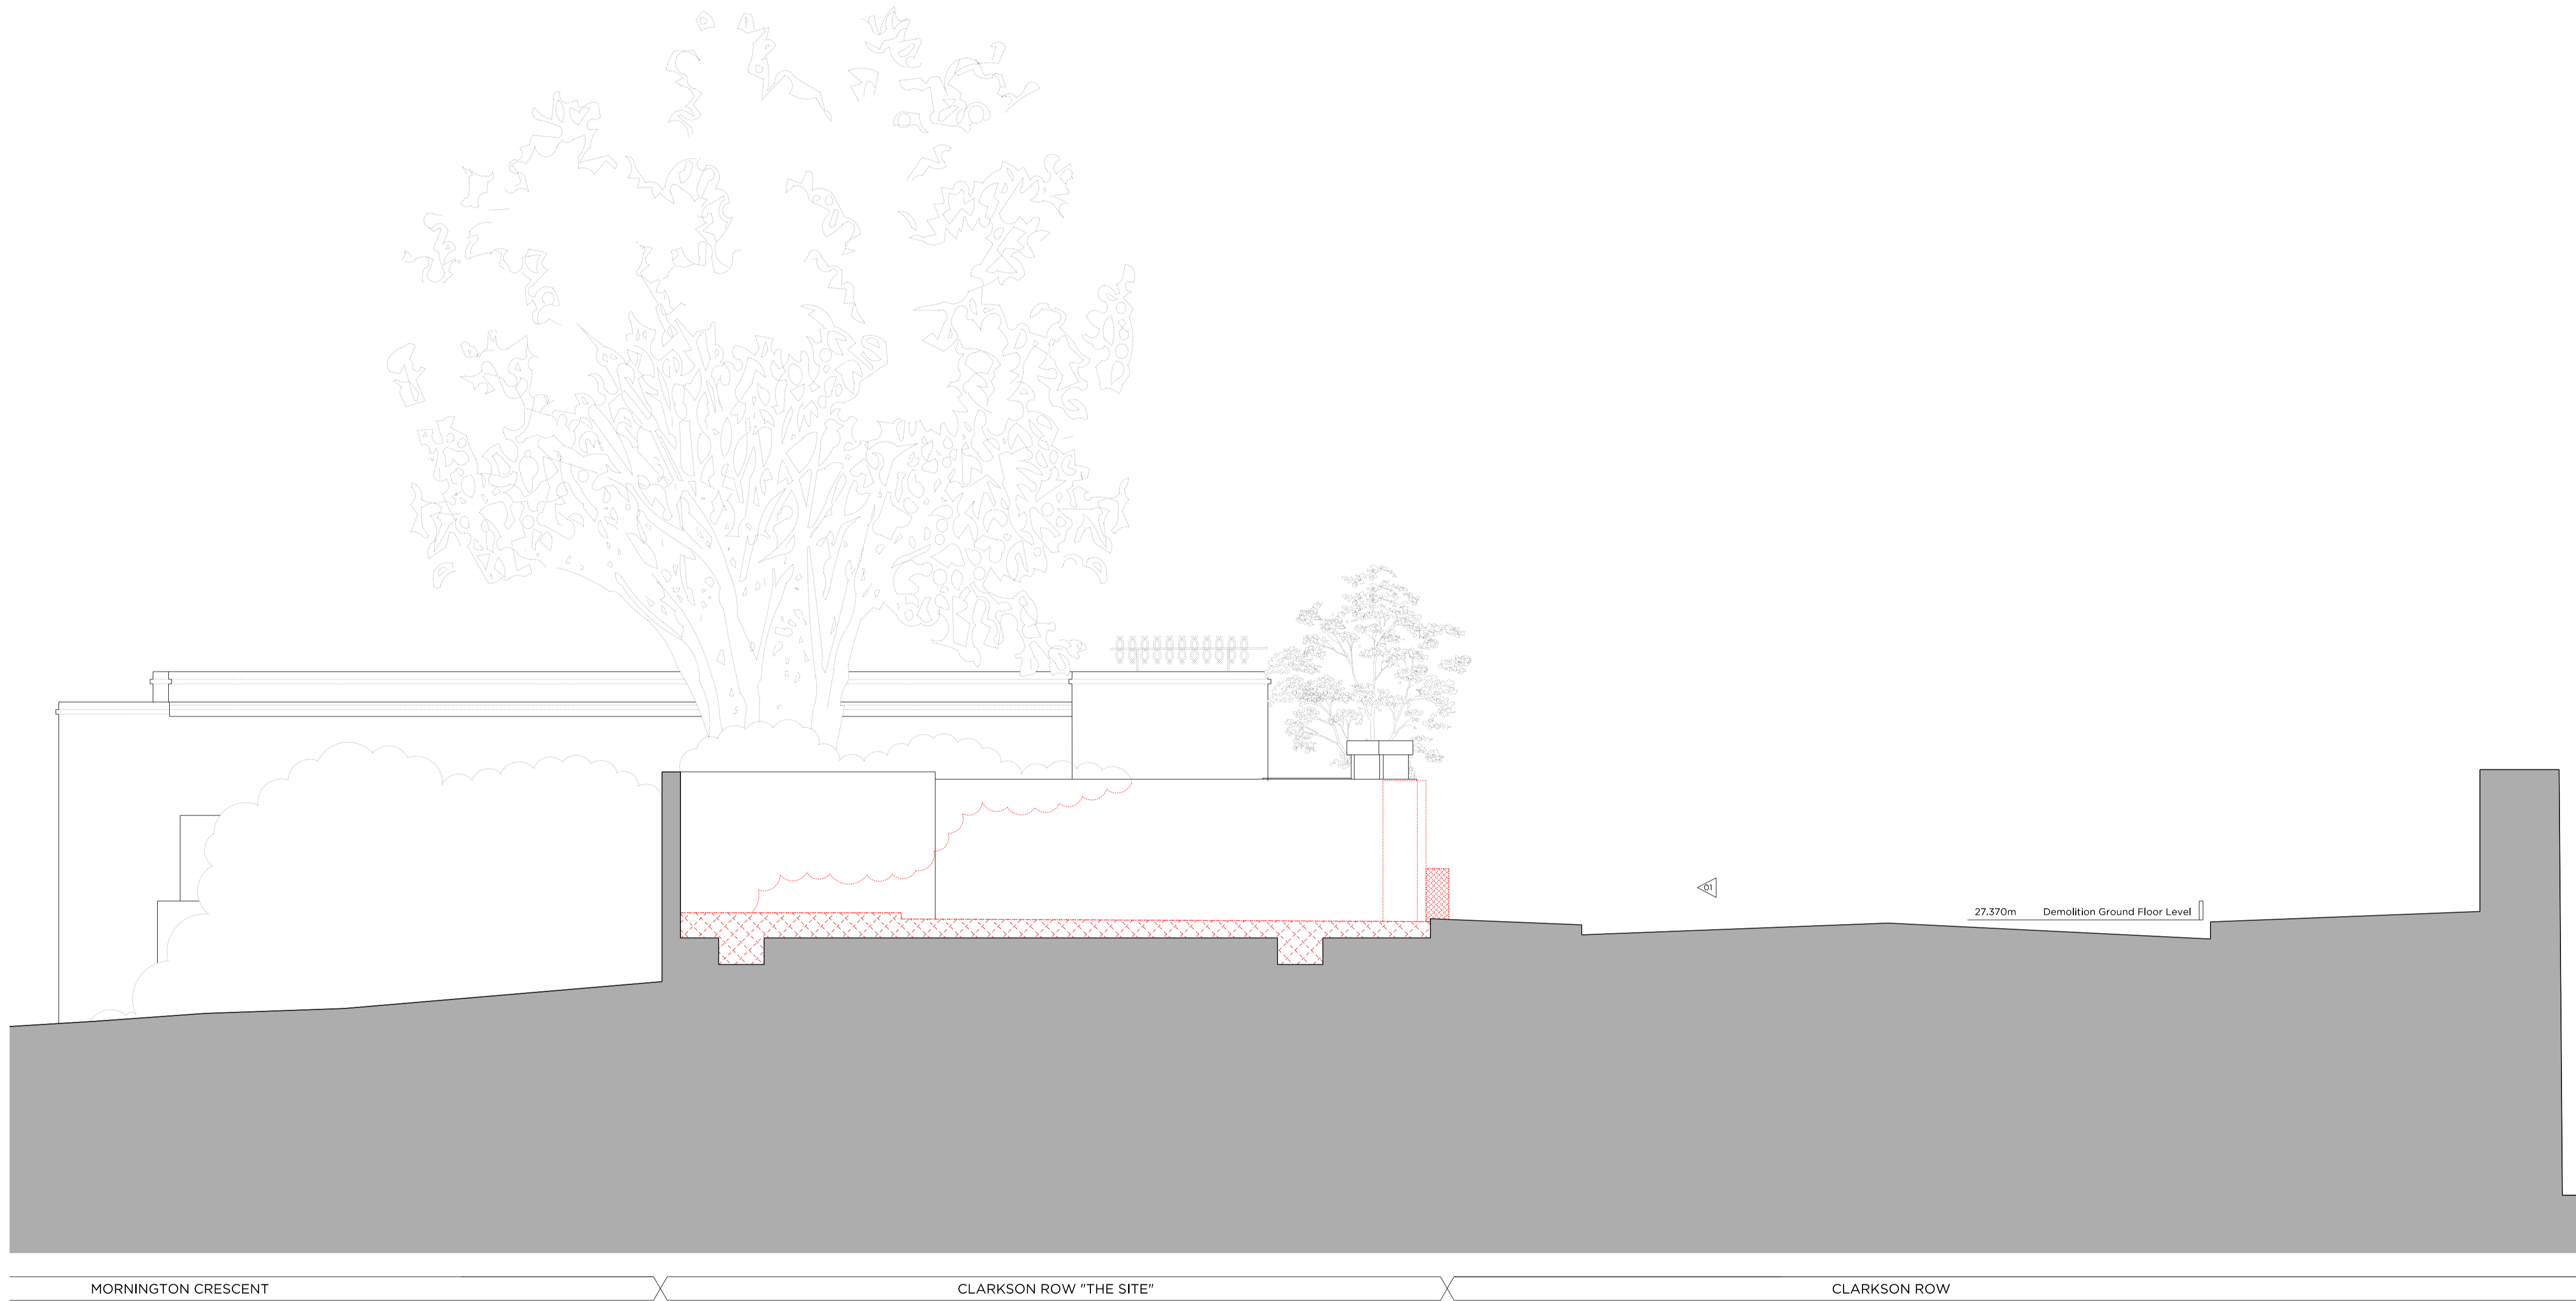 01
27.370m Demolition Ground Floor Level
MORNINGTON CRESCENT
CLARKSON ROW "THE SITE"
CLARKSON ROW